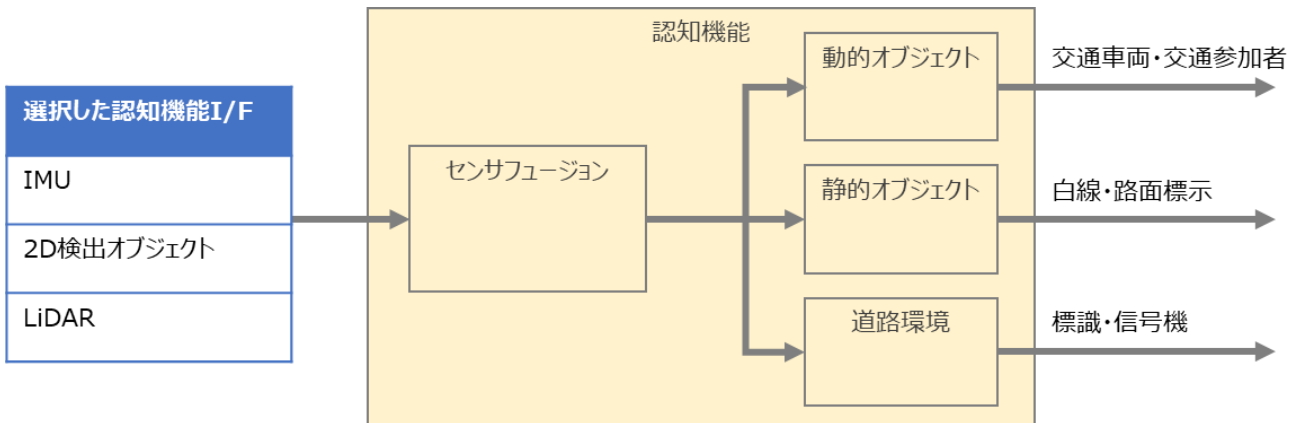 選択した認知機能I/F
IMU
2D検出オブジェクト
LiDAR
認知機能
センサフュージョン
動的オブジェクト
静的オブジェクト
道路環境
交通車両・交通参加者
白線・路面標示
標識・信号機